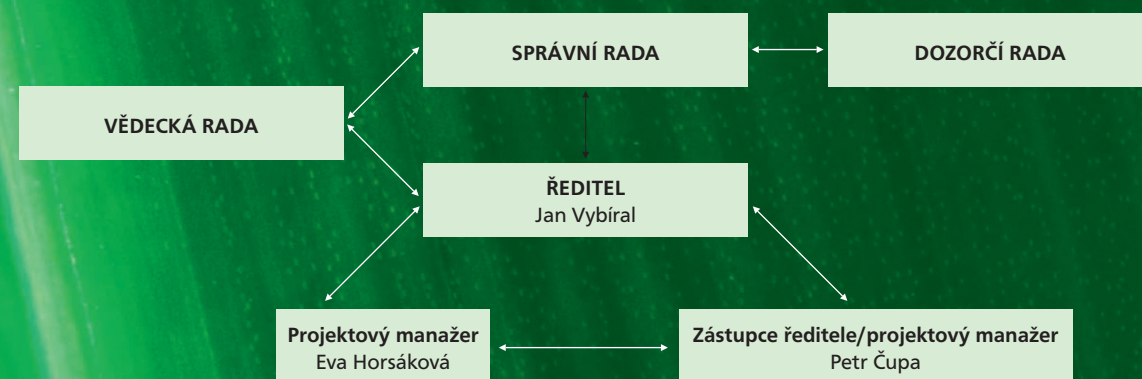 SPRÁVNÍ RADA
DOZORČÍ RADA
VĚDECKÁ RADA
ŘEDITEL
Jan Vybíral
Projektový manažer
Eva Horsáková
Zástupce ředitele/projektový manažer
Petr Čupa